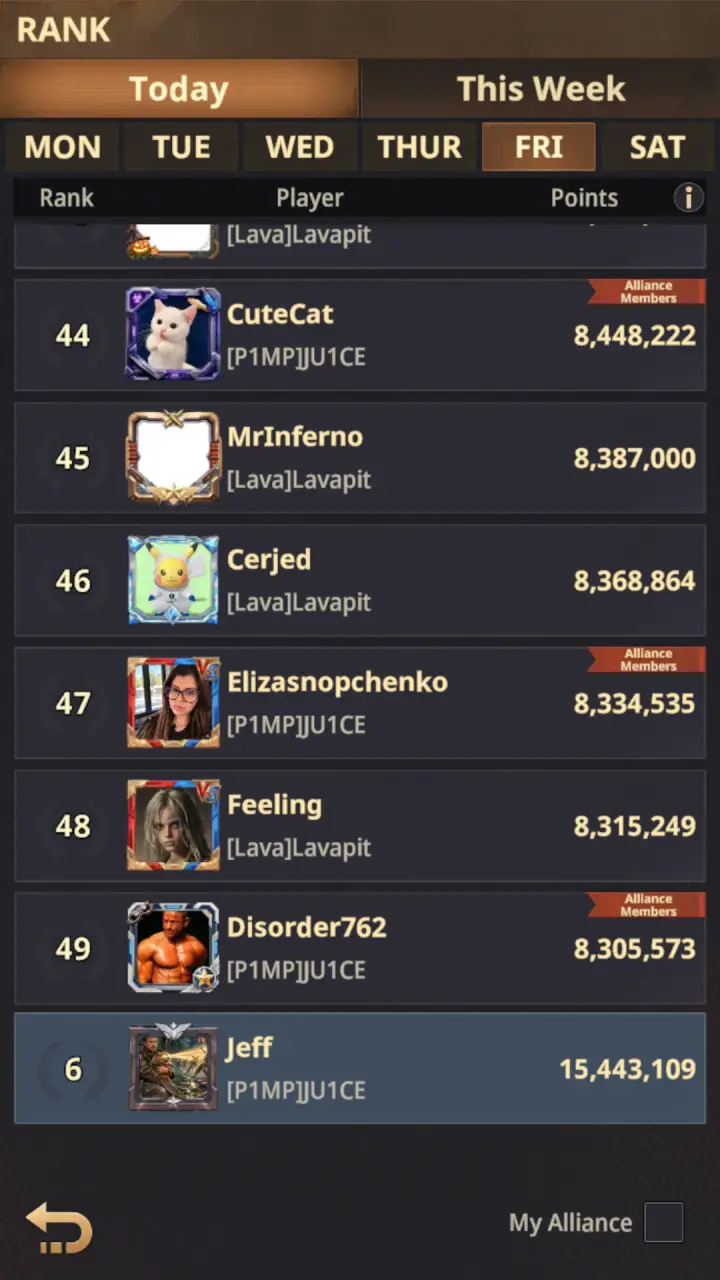 RANK
Today
This Week
MON
TUE
WED
THUR
FRI
SAT
Rank
Player
Points
[Lava]Lavapit
44
CuteCat
[P1MP]JU1CE
Alliance
Members
8,448,222
45
MrInferno
[Lava]Lavapit
8,387,000
46
Cerjed
[Lava]Lavapit
8,368,864
47
Elizasnopchenko
[P1MP]JU1CE
Alliance
Members
8,334,535
48
Feeling
[Lava]Lavapit
8,315,249
49
Disorder762
[P1MP]JU1CE
Alliance
Members
8,305,573
6
Jeff
[P1MP]JU1CE
15,443,109
My Alliance